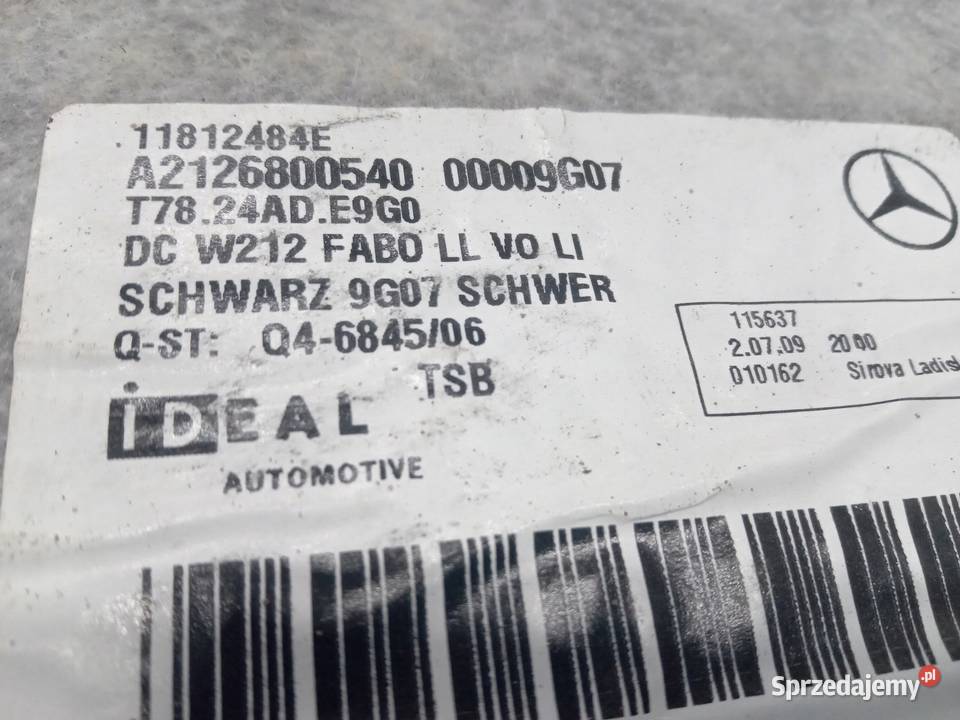 11812484E
A2126800540 00009G07
T78.24AD.E9G0
DC W212 FABO LL VO LI
SCHWARZ 9G07 SCHWER
Q-ST: Q4-6845/06
TSB
iDEAL
AUTOMOTIVE
115637
2.07.09 20:00
010162 Sirova Ladisl
Sprzedajemy.pl